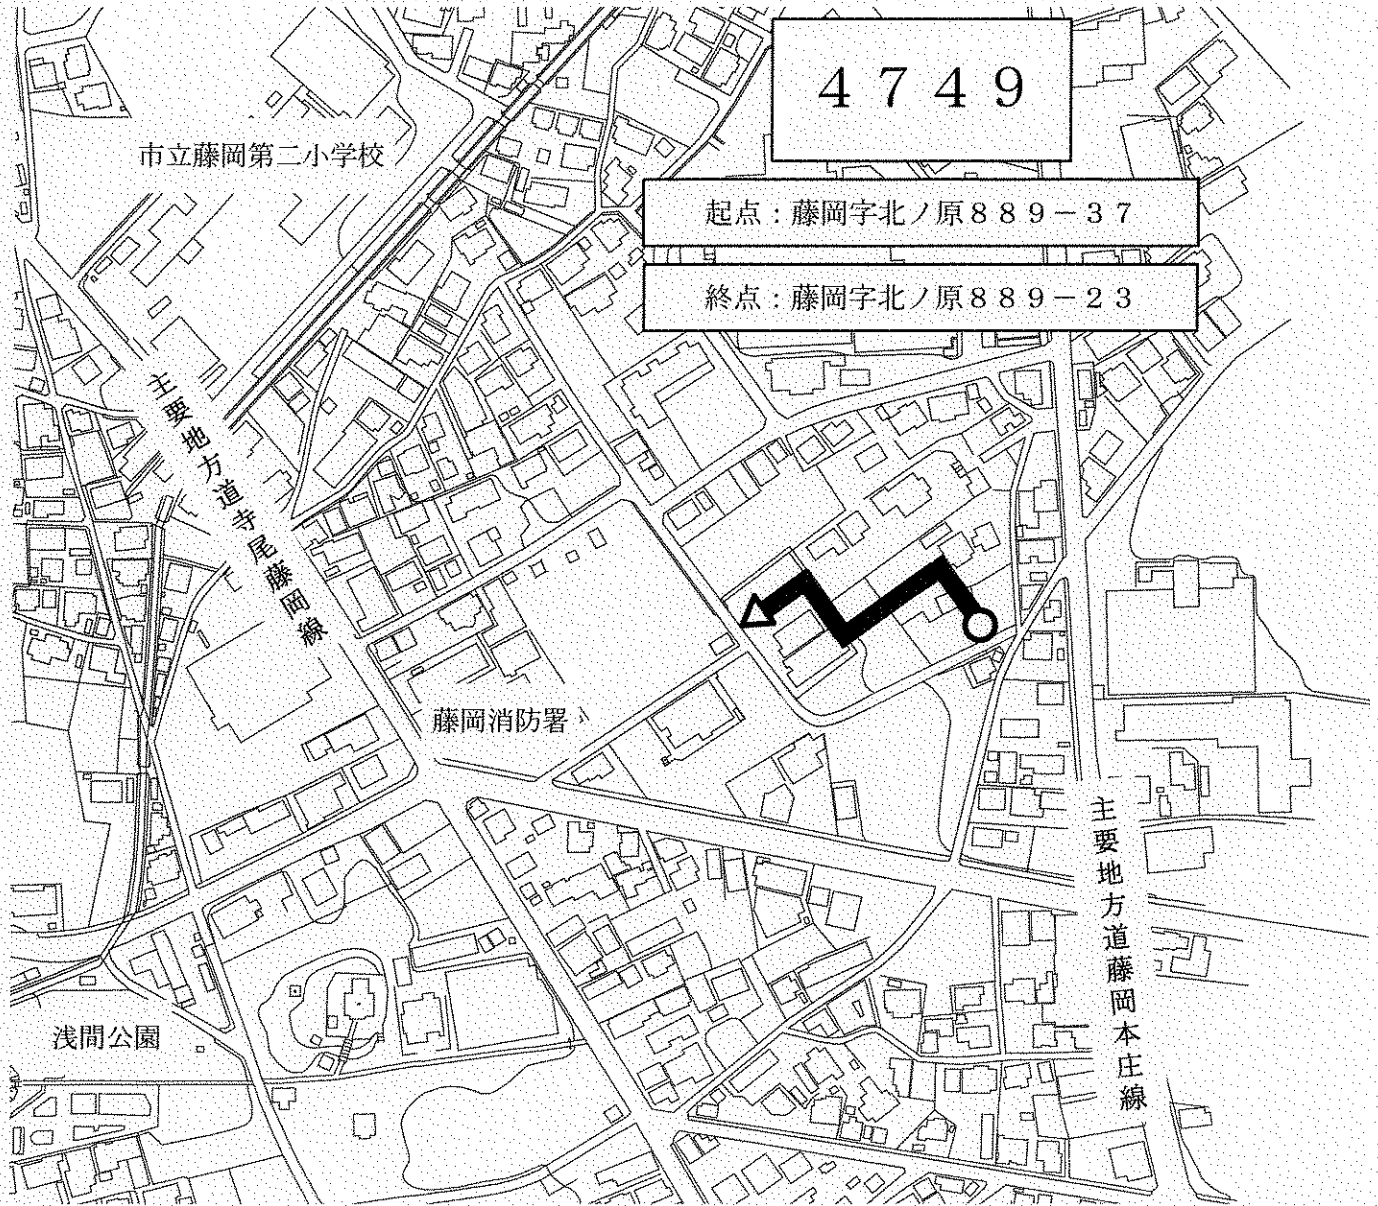 ４７４９
市立藤岡第二小学校
起点：藤岡字北ノ原８８９－３７
終点：藤岡字北ノ原８８９－２３
主要地方道寺尾藤岡線
藤岡消防署
主要地方道藤岡本庄線
浅間公園